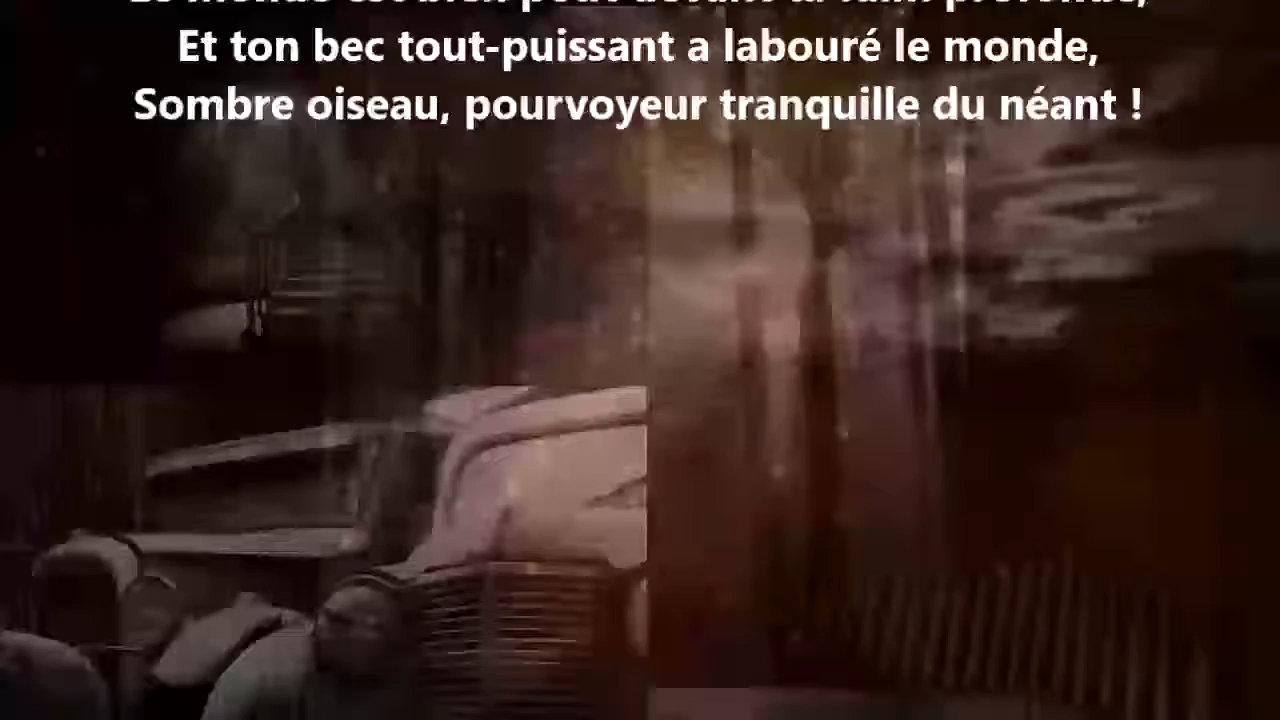 Et ton bec tout-puissant a labouré le monde,
Sombre oiseau, pourvoyeur tranquille du néant !